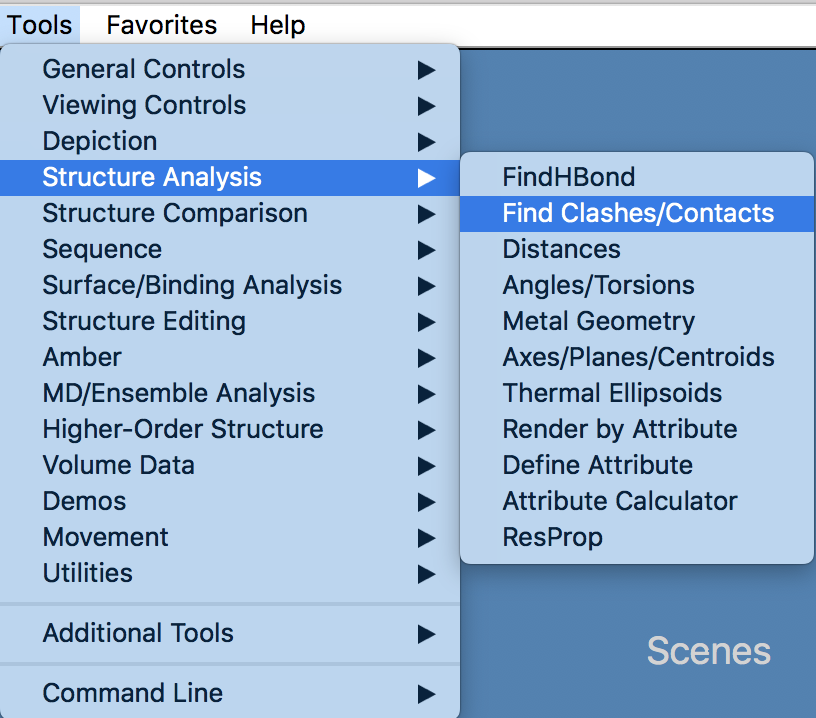 Tools Favorites Help
General Controls
Viewing Controls
Depiction
Structure Analysis
Structure Comparison
Sequence
Surface/Binding Analysis
Structure Editing
Amber
MD/Ensemble Analysis
Higher-Order Structure
Volume Data
Demos
Movement
Utilities
Additional Tools
Command Line
FindHBond
Find Clashes/Contacts
Distances
Angles/Torsions
Metal Geometry
Axes/Planes/Centroids
Thermal Ellipsoids
Render by Attribute
Define Attribute
Attribute Calculator
ResProp
Scenes